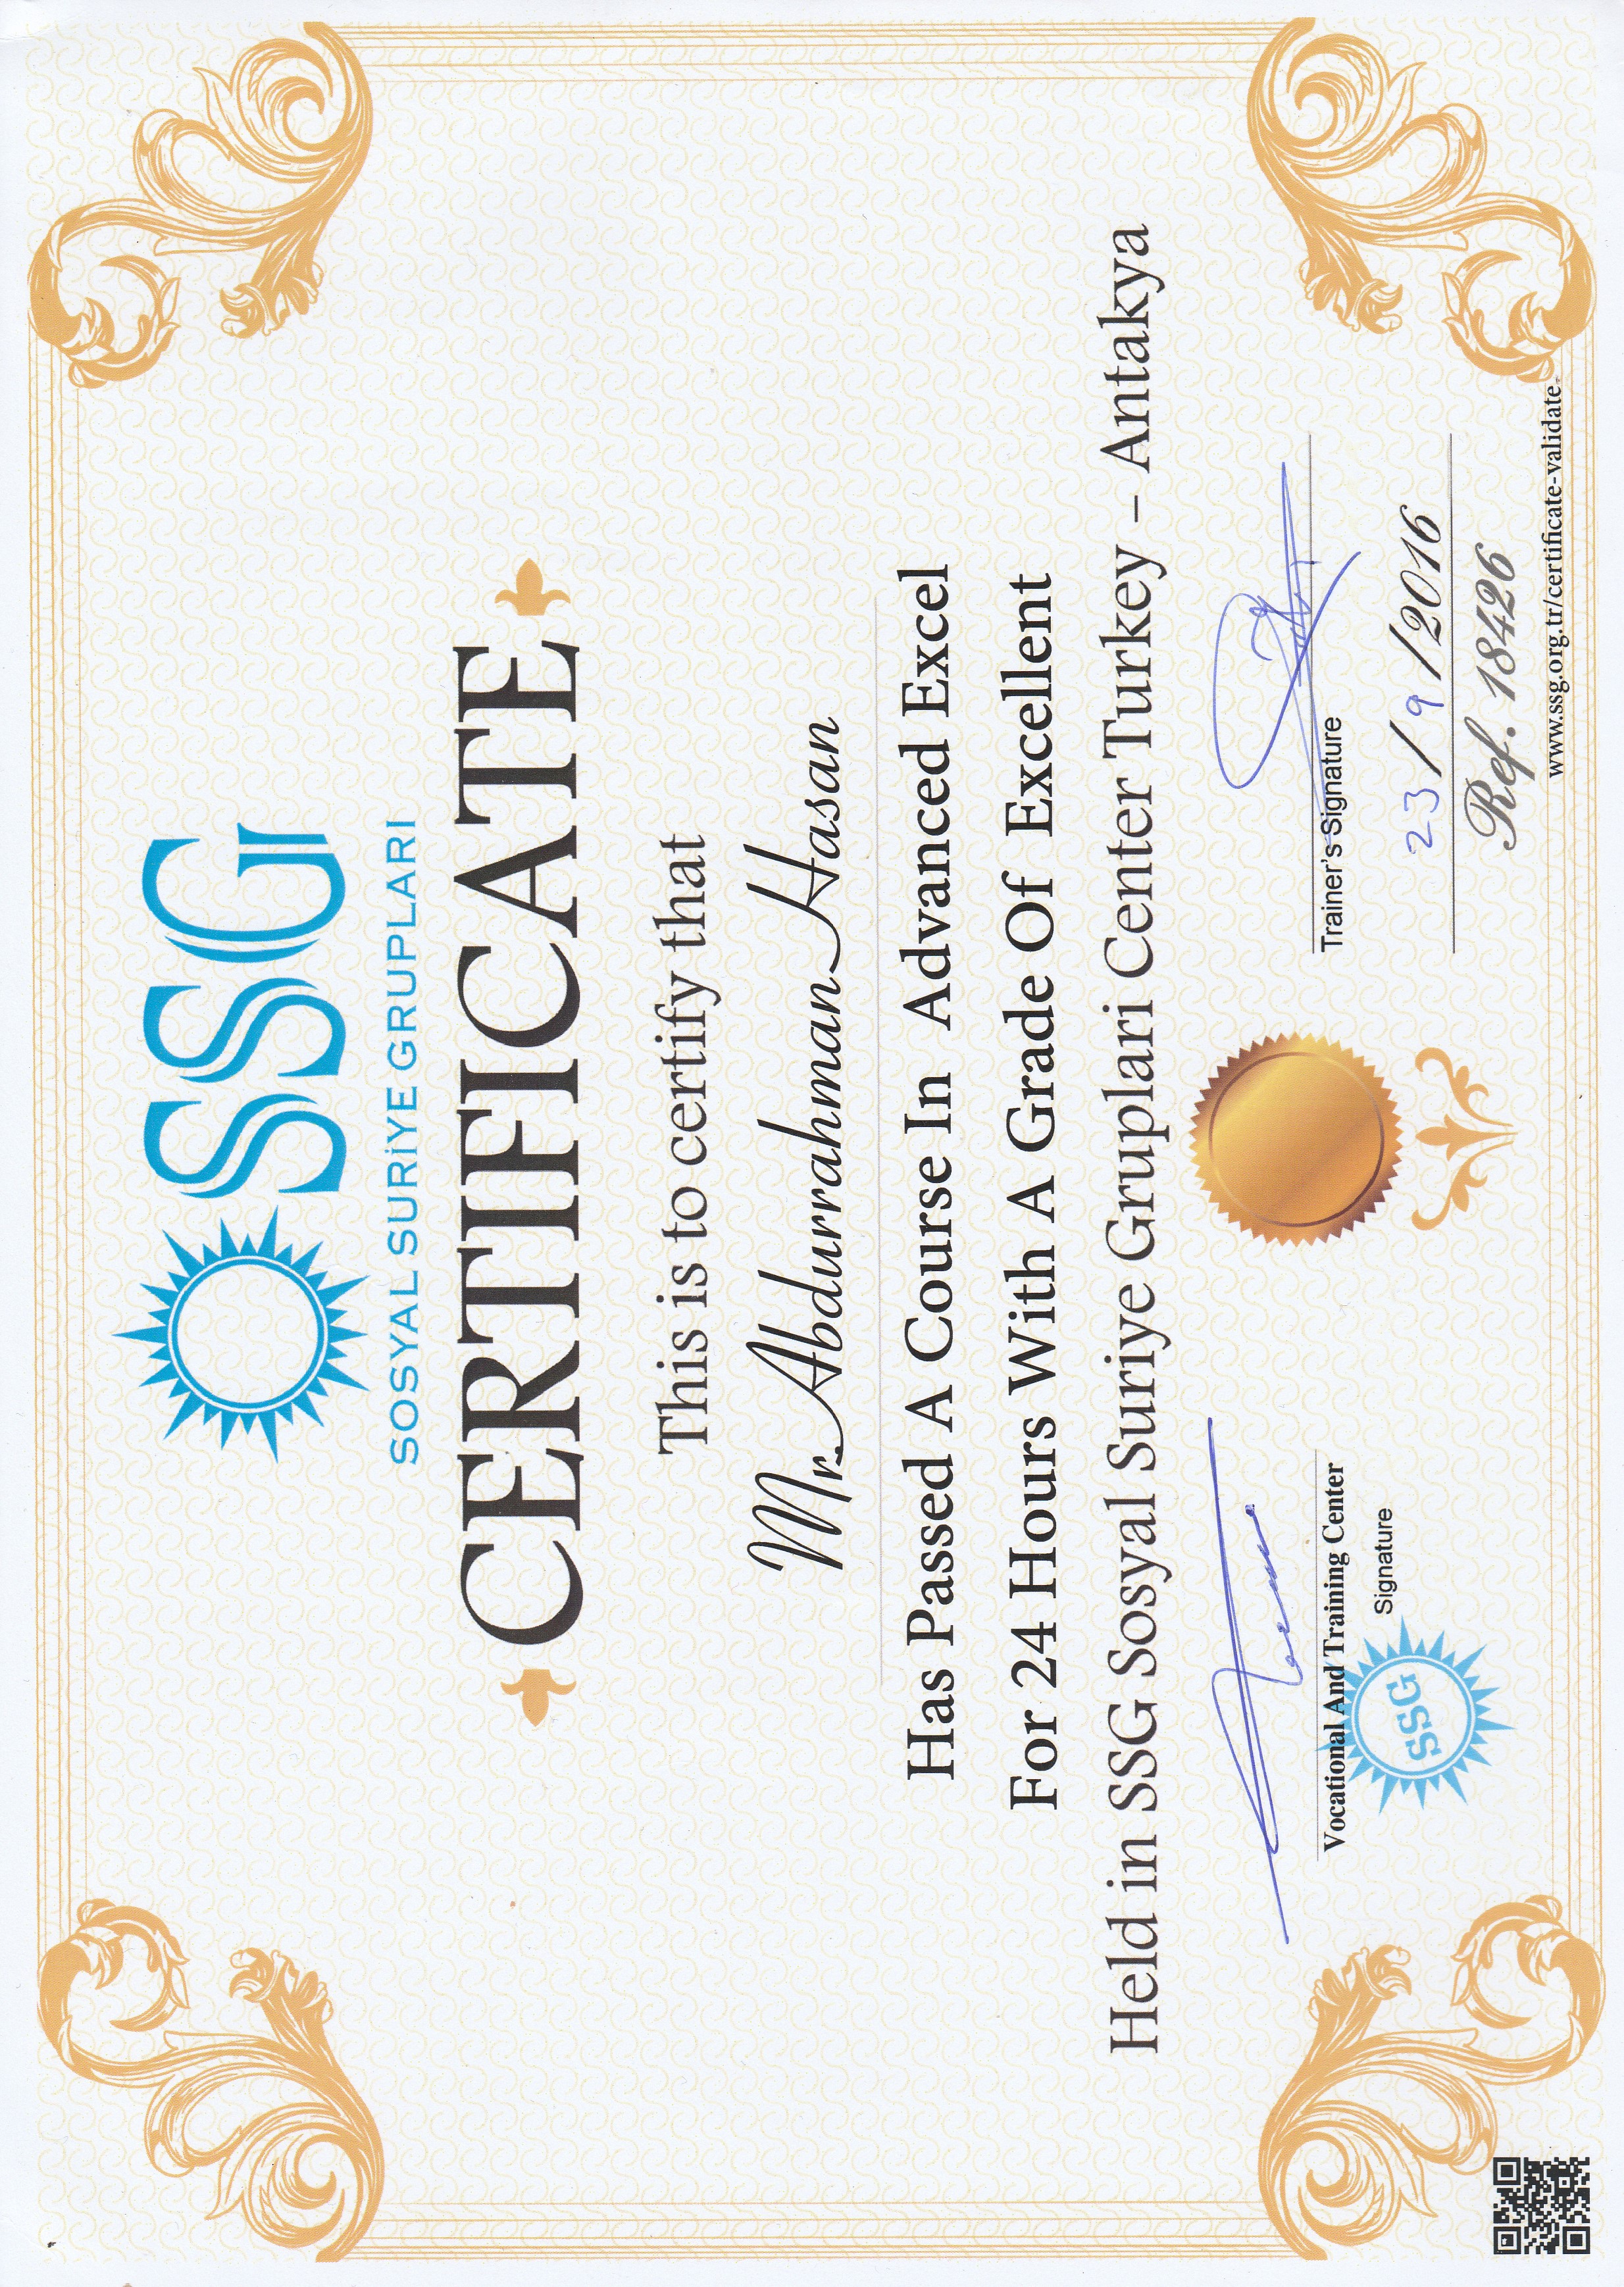 SSG
SOSYAL SURİYE GRUPLARI
CERTIFICATE
This is to certify that
Mr. Abdurrahman Hasan
Has Passed A Course In Advanced Excel
For 24 Hours With A Grade Of Excellent
Held in SSG Sosyal Suriye Gruplari Center Turkey - Antakya
Vocational And Training Center
Signature
SSG
Trainer's Signature
23/9/2016
Ref. 18426
www.ssg.org.tr/certificate-validate-